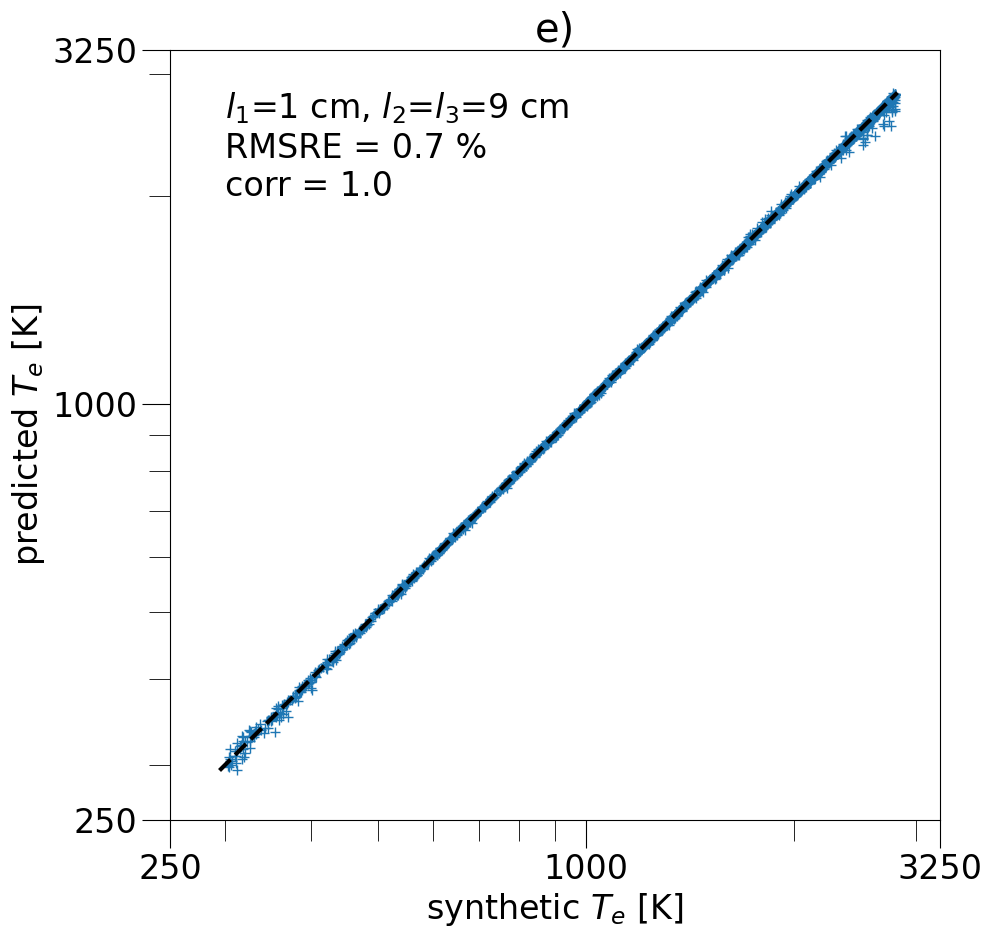 e)
3250
l₁=1 cm, l₂=l₃=9 cm
RMSRE = 0.7 %
corr = 1.0
predicted Tₑ [K]
1000
250
250 1000 3250
synthetic Tₑ [K]